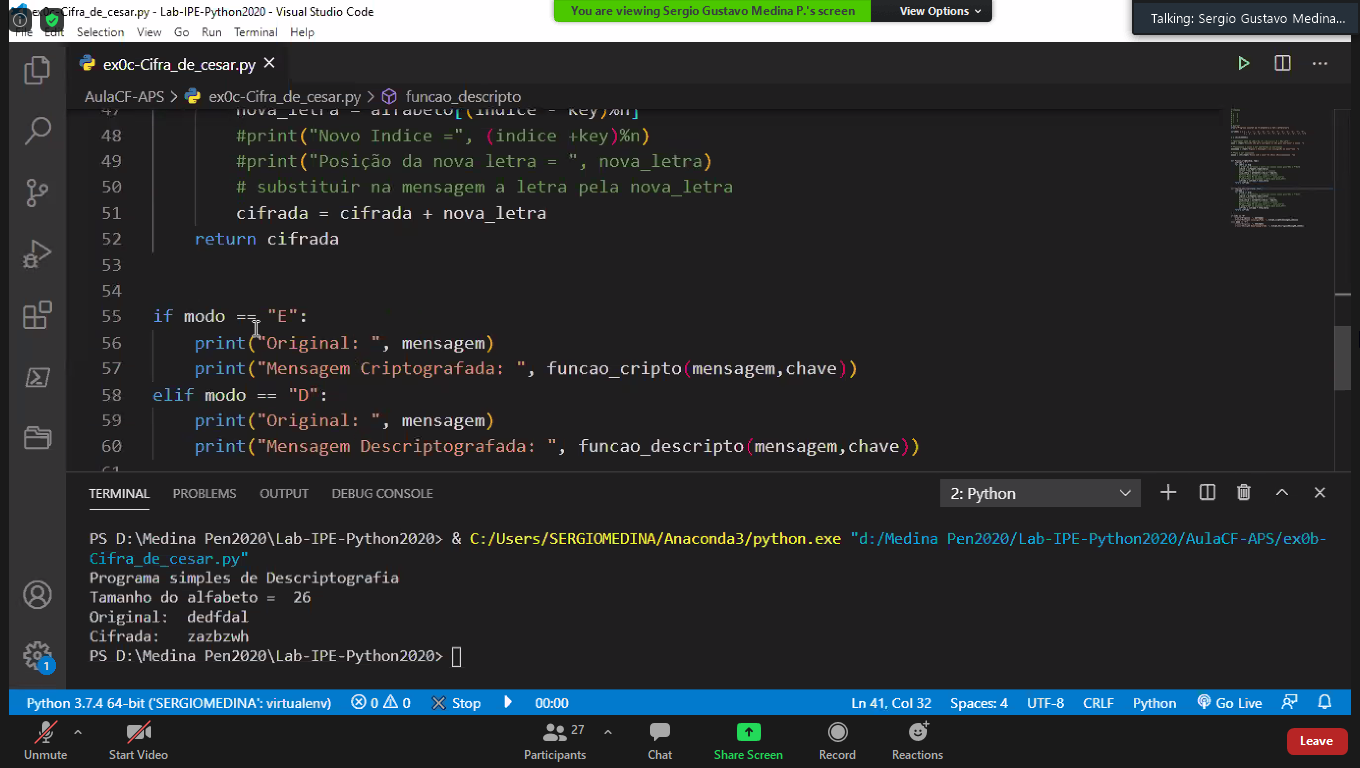 ex0c-Cifra_de_cesar.py - Lab-IPE-Python2020 - Visual Studio Code
You are viewing Sergio Gustavo Medina P.'s screen
View Options
Talking: Sergio Gustavo Medina...
File Edit Selection View Go Run Terminal Help
ex0c-Cifra_de_cesar.py
AulaCF-APS > ex0c-Cifra_de_cesar.py > funcao_descripto
47 nova_letra = alfabeto[(indice - key)%n]
48 #print("Novo Indice =", (indice +key)%n)
49 #print("Posição da nova letra = ", nova_letra)
50 # substituir na mensagem a letra pela nova_letra
51 cifrada = cifrada + nova_letra
52 return cifrada
53
54
55 if modo == "E":
56 print("Original: ", mensagem)
57 print("Mensagem Criptografada: ", funcao_cripto(mensagem,chave))
58 elif modo == "D":
59 print("Original: ", mensagem)
60 print("Mensagem Descriptografada: ", funcao_descripto(mensagem,chave))
61
TERMINAL PROBLEMS OUTPUT DEBUG CONSOLE
2: Python
PS D:\Medina Pen2020\Lab-IPE-Python2020> & C:/Users/SERGIOMEDINA/Anaconda3/python.exe "d:/Medina Pen2020/Lab-IPE-Python2020/AulaCF-APS/ex0b-
Cifra_de_cesar.py"
Programa simples de Descriptografia
Tamanho do alfabeto =  26
Original:  dedfdal
Cifrada:   zazbzwh
PS D:\Medina Pen2020\Lab-IPE-Python2020>
1
Python 3.7.4 64-bit ('SERGIOMEDINA': virtualenv) 0 0 Stop 00:00 Ln 41, Col 32 Spaces: 4 UTF-8 CRLF Python Go Live
27
Unmute Start Video Participants Chat Share Screen Record Reactions Leave